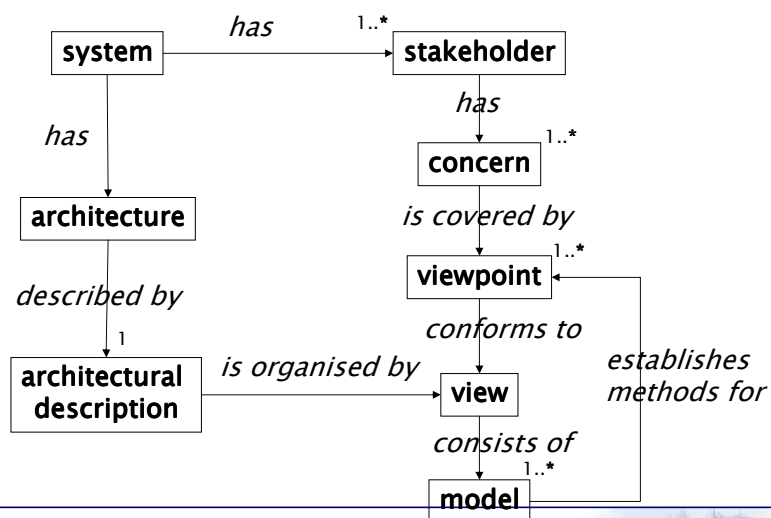 has
1..*
system
stakeholder
has
has
1..*
concern
architecture
is covered by
1..*
viewpoint
described by
conforms to
1
architectural
description
is organised by
view
establishes
methods for
consists of
1..*
model